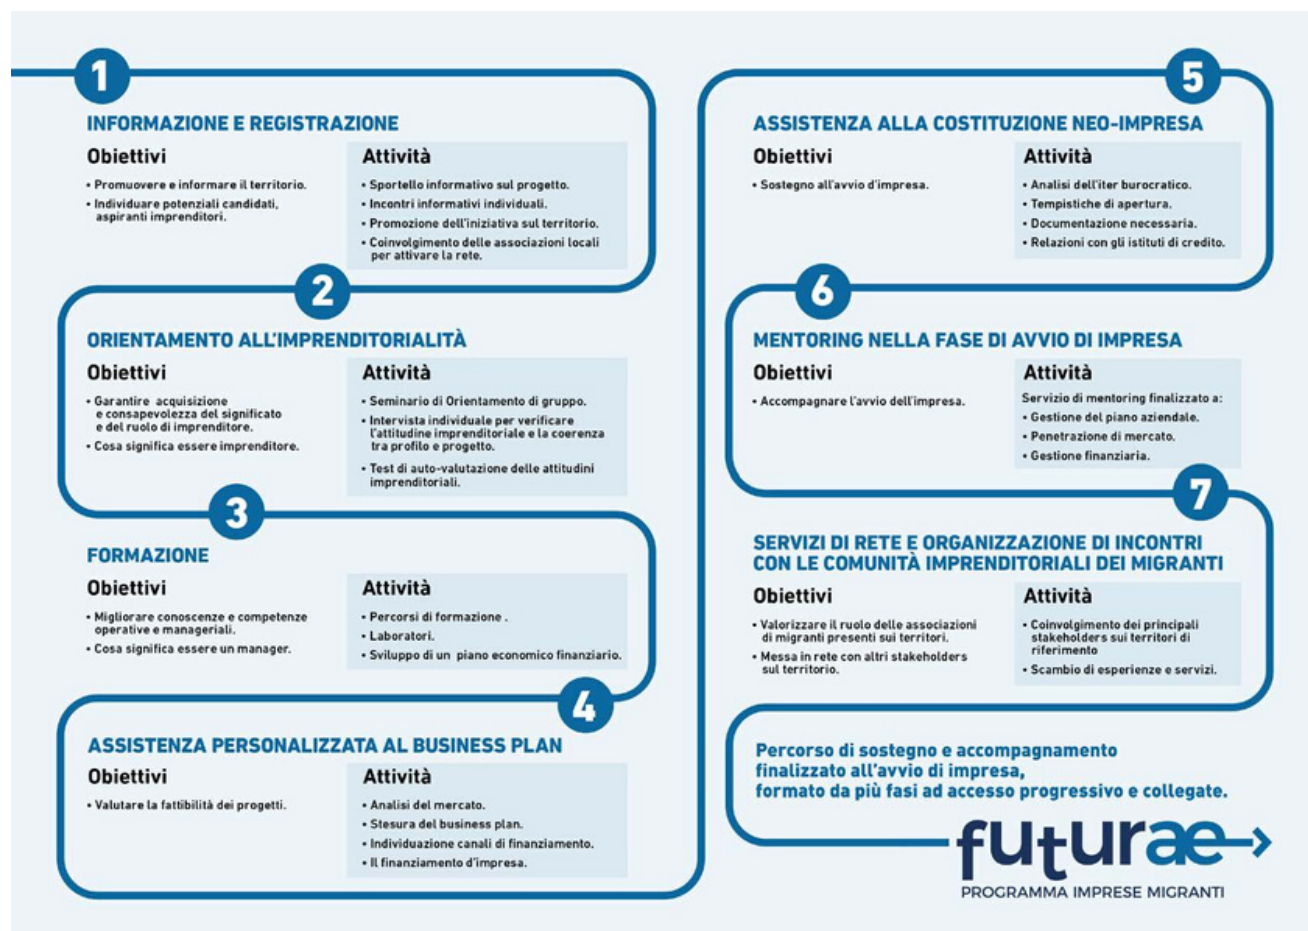 1
INFORMAZIONE E REGISTRAZIONE
Obiettivi
• Promuovere e informare il territorio.
• Individuare potenziali candidati,
aspiranti imprenditori.
Attività
• Sportello informativo sul progetto.
• Incontri informativi individuali.
• Promozione dell'iniziativa sul territorio.
• Coinvolgimento delle associazioni locali
per attivare la rete.
2
ORIENTAMENTO ALL'IMPRENDITORIALITÀ
Obiettivi
• Garantire acquisizione
e consapevolezza del significato
e del ruolo di imprenditore.
• Cosa significa essere imprenditore.
Attività
• Seminario di Orientamento di gruppo.
• Intervista individuale per verificare
l'attitudine imprenditoriale e la coerenza
tra profilo e progetto.
• Test di auto-valutazione delle attitudini
imprenditoriali.
3
FORMAZIONE
Obiettivi
• Migliorare conoscenze e competenze
operative e manageriali.
• Cosa significa essere un manager.
Attività
• Percorsi di formazione .
• Laboratori.
• Sviluppo di un piano economico finanziario.
4
ASSISTENZA PERSONALIZZATA AL BUSINESS PLAN
Obiettivi
• Valutare la fattibilità dei progetti.
Attività
• Analisi del mercato.
• Stesura del business plan.
• Individuazione canali di finanziamento.
• Il finanziamento d'impresa.
5
ASSISTENZA ALLA COSTITUZIONE NEO-IMPRESA
Obiettivi
• Sostegno all'avvio d'impresa.
Attività
• Analisi dell'iter burocratico.
• Tempistiche di apertura.
• Documentazione necessaria.
• Relazioni con gli istituti di credito.
6
MENTORING NELLA FASE DI AVVIO DI IMPRESA
Obiettivi
• Accompagnare l'avvio dell'impresa.
Attività
Servizio di mentoring finalizzato a:
• Gestione del piano aziendale.
• Penetrazione di mercato.
• Gestione finanziaria.
7
SERVIZI DI RETE E ORGANIZZAZIONE DI INCONTRI
CON LE COMUNITÀ IMPRENDITORIALI DEI MIGRANTI
Obiettivi
• Valorizzare il ruolo delle associazioni
di migranti presenti sui territori.
• Messa in rete con altri stakeholders
sul territorio.
Attività
• Coinvolgimento dei principali
stakeholders sui territori di
riferimento
• Scambio di esperienze e servizi.
Percorso di sostegno e accompagnamento
finalizzato all'avvio di impresa,
formato da più fasi ad accesso progressivo e collegate.
futurae
PROGRAMMA IMPRESE MIGRANTI